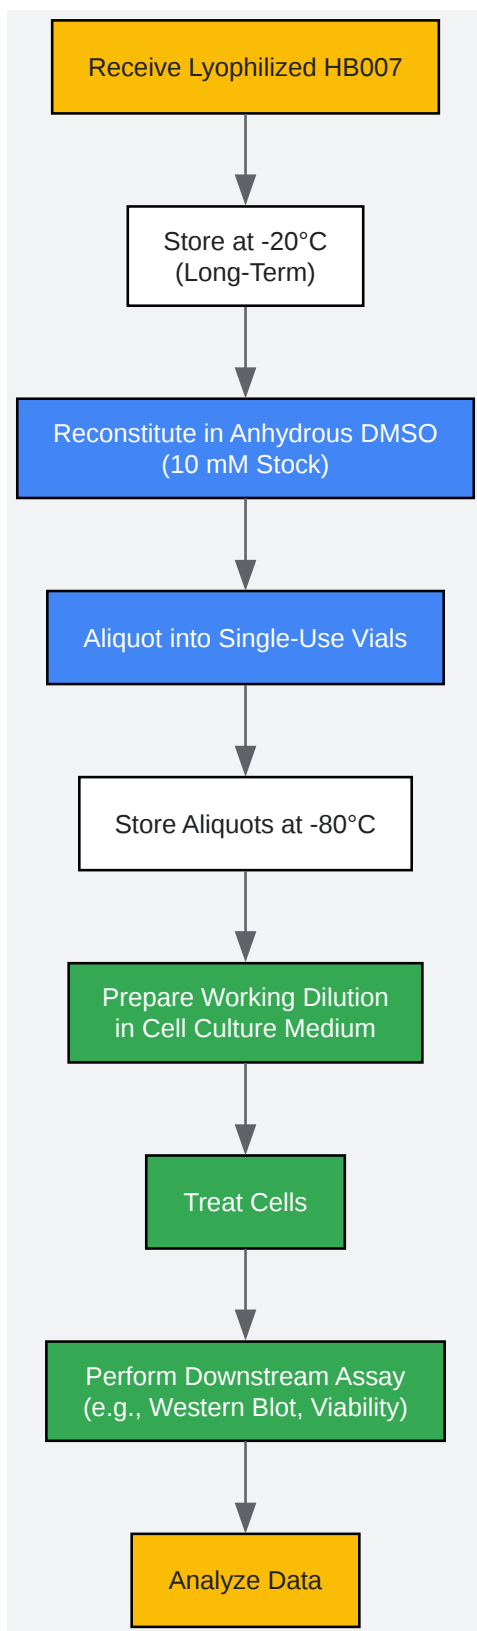 Receive Lyophilized HB007
Store at -20°C
(Long-Term)
Reconstitute in Anhydrous DMSO
(10 mM Stock)
Aliquot into Single-Use Vials
Store Aliquots at -80°C
Prepare Working Dilution
in Cell Culture Medium
Treat Cells
Perform Downstream Assay
(e.g., Western Blot, Viability)
Analyze Data